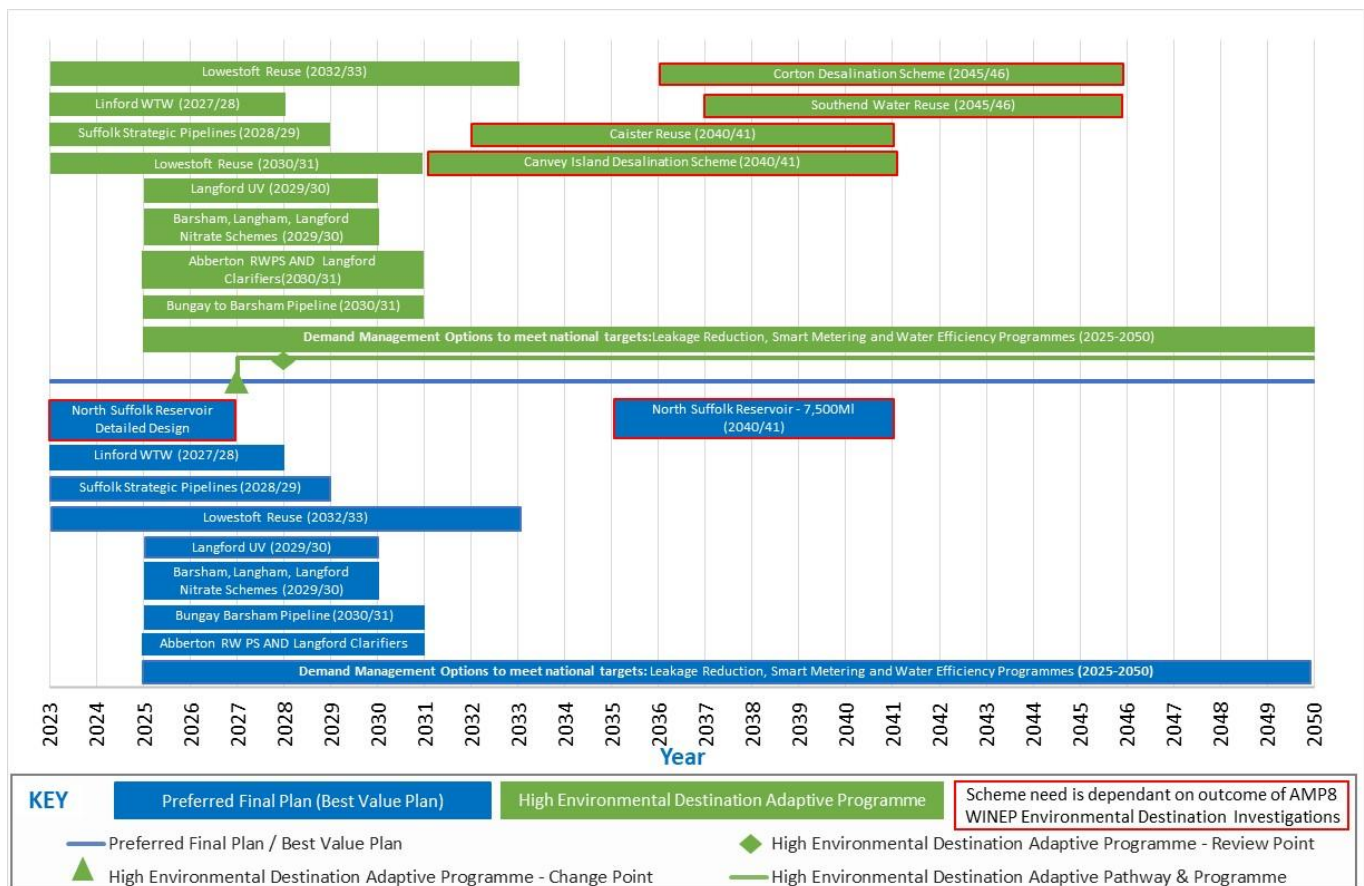 Lowestoft Reuse (2032/33)
Corton Desalination Scheme (2045/46)
Linford WTW (2027/28)
Southend Water Reuse (2045/46)
Sufolk Strategic Pipelines (2028/29)
Caister Reuse (2040/41)
Lowestoft Reuse (2030/31)
Canvey Island Desalination Scheme (2040/41)
Langford UV (2029/30)
Barsham, Langham, Langford
Nitrate Schemes (2029/30)
Abberton RWPS AND Langford
Clarifiers(2030/31)
Bungay to Barsham Pipeline (2030/31)
Demand Management Options to meet national targets:Leakage Reduction, Smart Metering and Water Efficiency Programmes (2025-2050)
North Suffolk Reservoir
Detailed Design
North Suffolk Reservoir - 7,500Ml
(2040/41)
Linford WTW (2027/28)
Suffolk Strategic Pipelines (2028/29)
Lowestoft Reuse (2032/33)
Langford UV (2029/30)
Barsham, Langham, Langford
Nitrate Schemes (2029/30)
Bungay Barsham Pipeline (2030/31)
Abberton RW PS AND Langford Clarifiers
Demand Management Options to meet national targets: Leakage Reduction, Smart Metering and Water Efficiency Programmes (2025-2050)
2023 2024 2025 2026 2027 2028 2029 2030 2031 2032 2033 2034 2035 2036 2037 2038 2039 2040 2041 2042 2043 2044 2045 2046 2047 2048 2049 2050
Year
KEY
Preferred Final Plan (Best Value Plan)
High Environmental Destination Adaptive Programme
Scheme need is dependant on outcome of AMP8
WINEP Environmental Destination Investigations
Preferred Final Plan / Best Value Plan
High Environmental Destination Adaptive Programme - Review Point
High Environmental Destination Adaptive Programme - Change Point
High Environmental Destination Adaptive Pathway & Programme